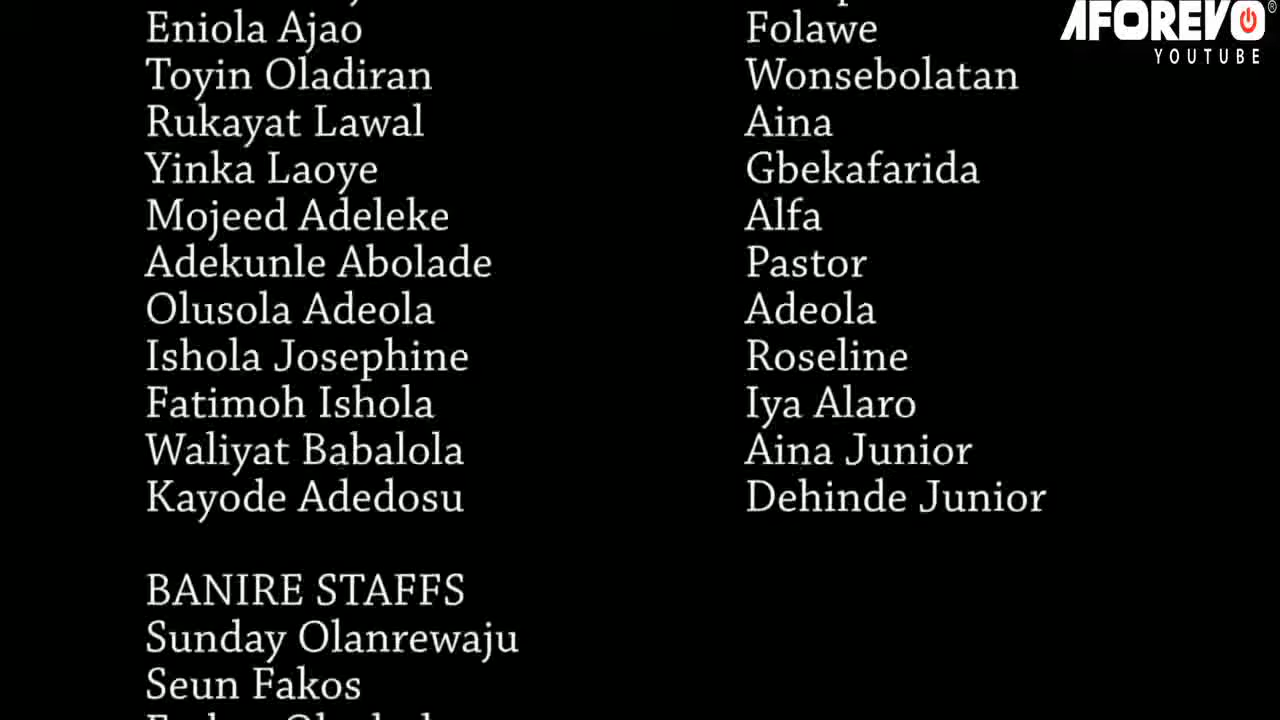 AFOREVO
YOUTUBE
Eniola Ajao Folawe
Toyin Oladiran Wonsebolatan
Rukayat Lawal Aina
Yinka Laoye Gbekafarida
Mojeed Adeleke Alfa
Adekunle Abolade Pastor
Olusola Adeola Adeola
Ishola Josephine Roseline
Fatimoh Ishola Iya Alaro
Waliyat Babalola Aina Junior
Kayode Adedosu Dehinde Junior
BANIRE STAFFS
Sunday Olanrewaju
Seun Fakos